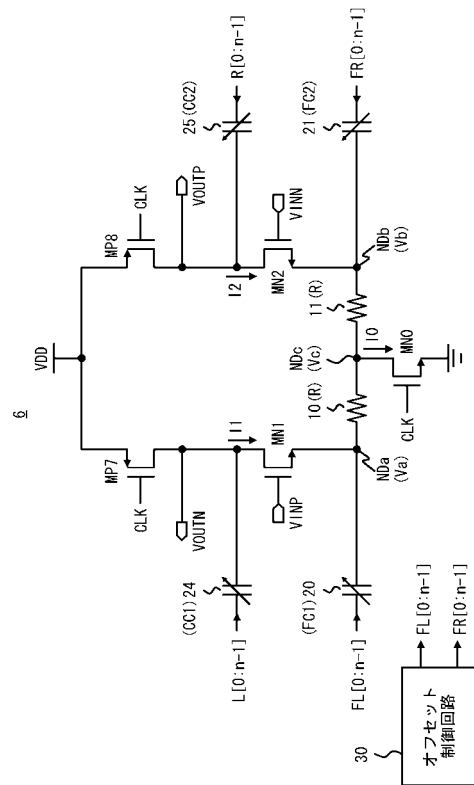 6
VDD
MP7
MP8
CLK
CLK
VOUTN
VOUTP
(CC1)24
25(CC2)
L[0:n-1]
R[0:n-1]
I1
I2
MN1
MN2
VINP
VINN
(FC1)20
21(FC2)
FL[0:n-1]
FR[0:n-1]
NDa
(Va)
10(R)
NDc
(Vc)
11(R)
NDb
(Vb)
I0
MN0
CLK
30
オフセット
制御回路
FL[0:n-1]
FR[0:n-1]